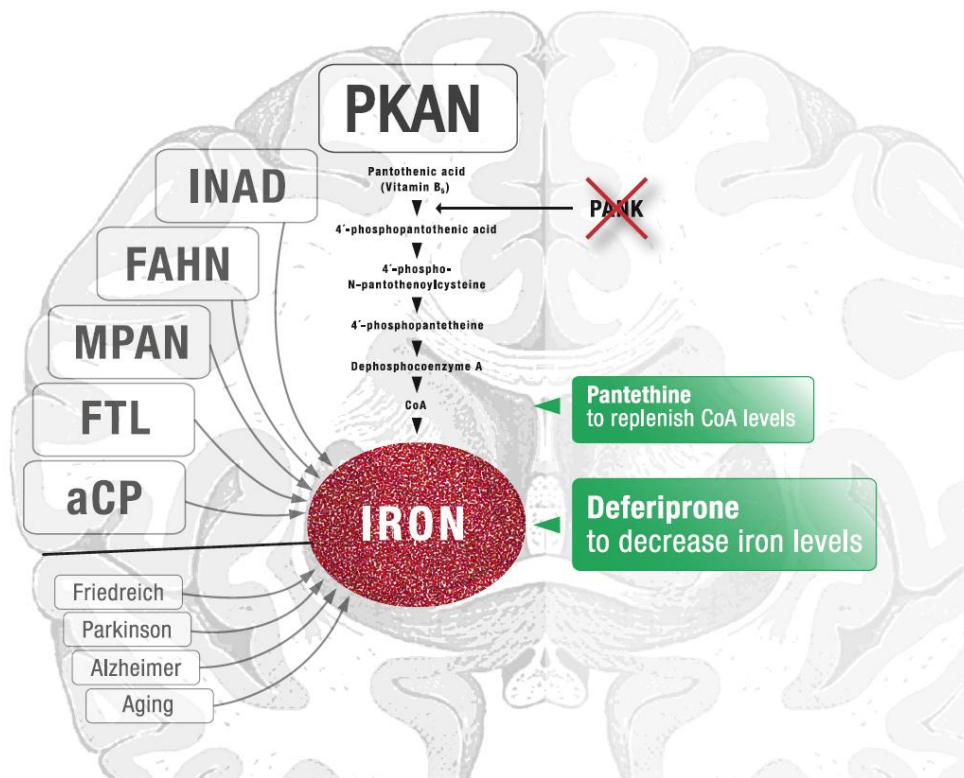 PKAN
Pantothenic acid
(Vitamin B5)
INAD
PANK
4´-phosphopantothenic acid
FAHN
4´-phospho-
N-pantothenoylcysteine
MPAN
4´-phosphopantetheine
Dephosphocoenzyme A
CoA
Pantethine
to replenish CoA levels
FTL
aCP
IRON
Deferiprone
to decrease iron levels
Friedreich
Parkinson
Alzheimer
Aging